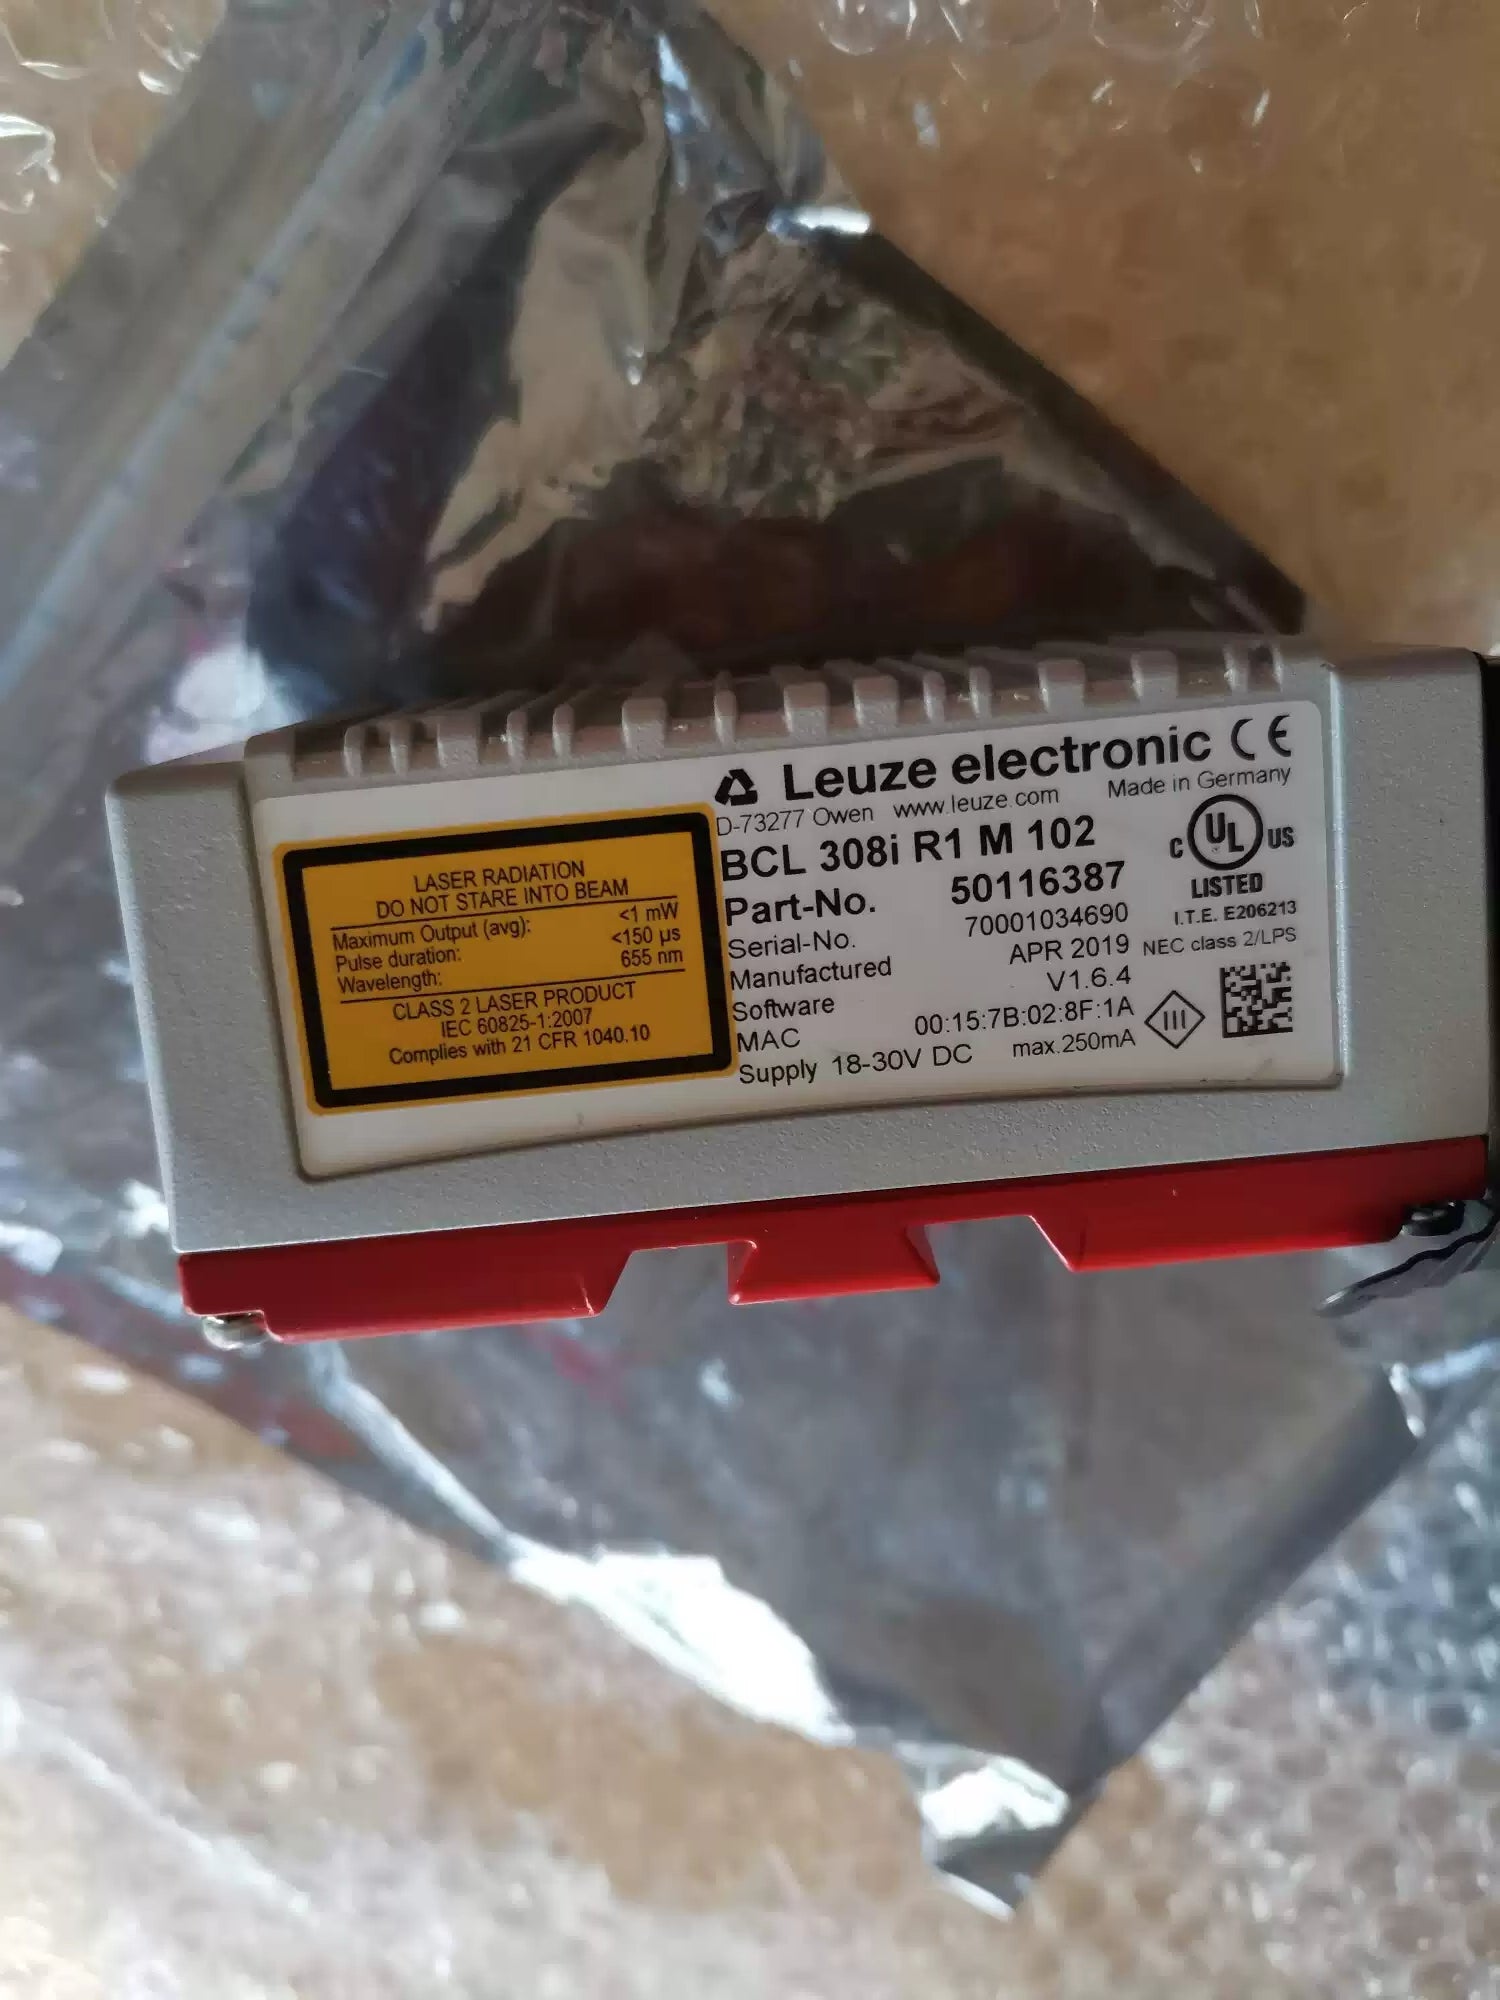 Leuze electronic CE
D-73277 Owen www.leuze.com Made in Germany
BCL 308i R1 M 102
Part-No. 50116387
Serial-No. 70001034690
Manufactured APR 2019
Software V1.6.4
MAC 00:15:7B:02:8F:1A
Supply 18-30V DC max.250mA
C UL US
LISTED
I.T.E. E206213
NEC class 2/LPS
III
LASER RADIATION
DO NOT STARE INTO BEAM
Maximum Output (avg): <1 mW
Pulse duration: <150 µs
Wavelength: 655 nm
CLASS 2 LASER PRODUCT
IEC 60825-1:2007
Complies with 21 CFR 1040.10